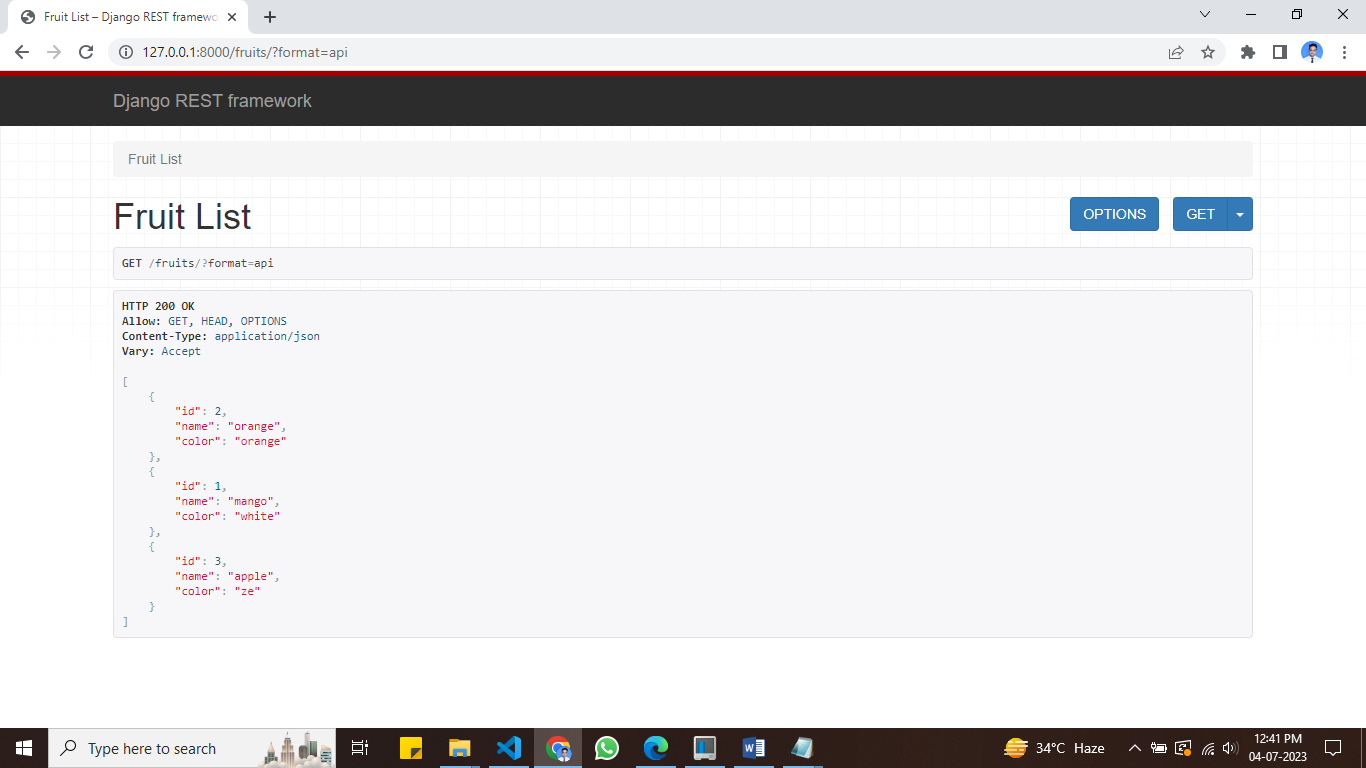 Fruit List – Django REST framewo
127.0.0.1:8000/fruits/?format=api
Django REST framework
Fruit List
Fruit List
OPTIONS
GET
GET /fruits/?format=api
HTTP 200 OK
Allow: GET, HEAD, OPTIONS
Content-Type: application/json
Vary: Accept
[
    {
        "id": 2,
        "name": "orange",
        "color": "orange"
    },
    {
        "id": 1,
        "name": "mango",
        "color": "white"
    },
    {
        "id": 3,
        "name": "apple",
        "color": "ze"
    }
]
Type here to search
34°C Haze
12:41 PM
04-07-2023